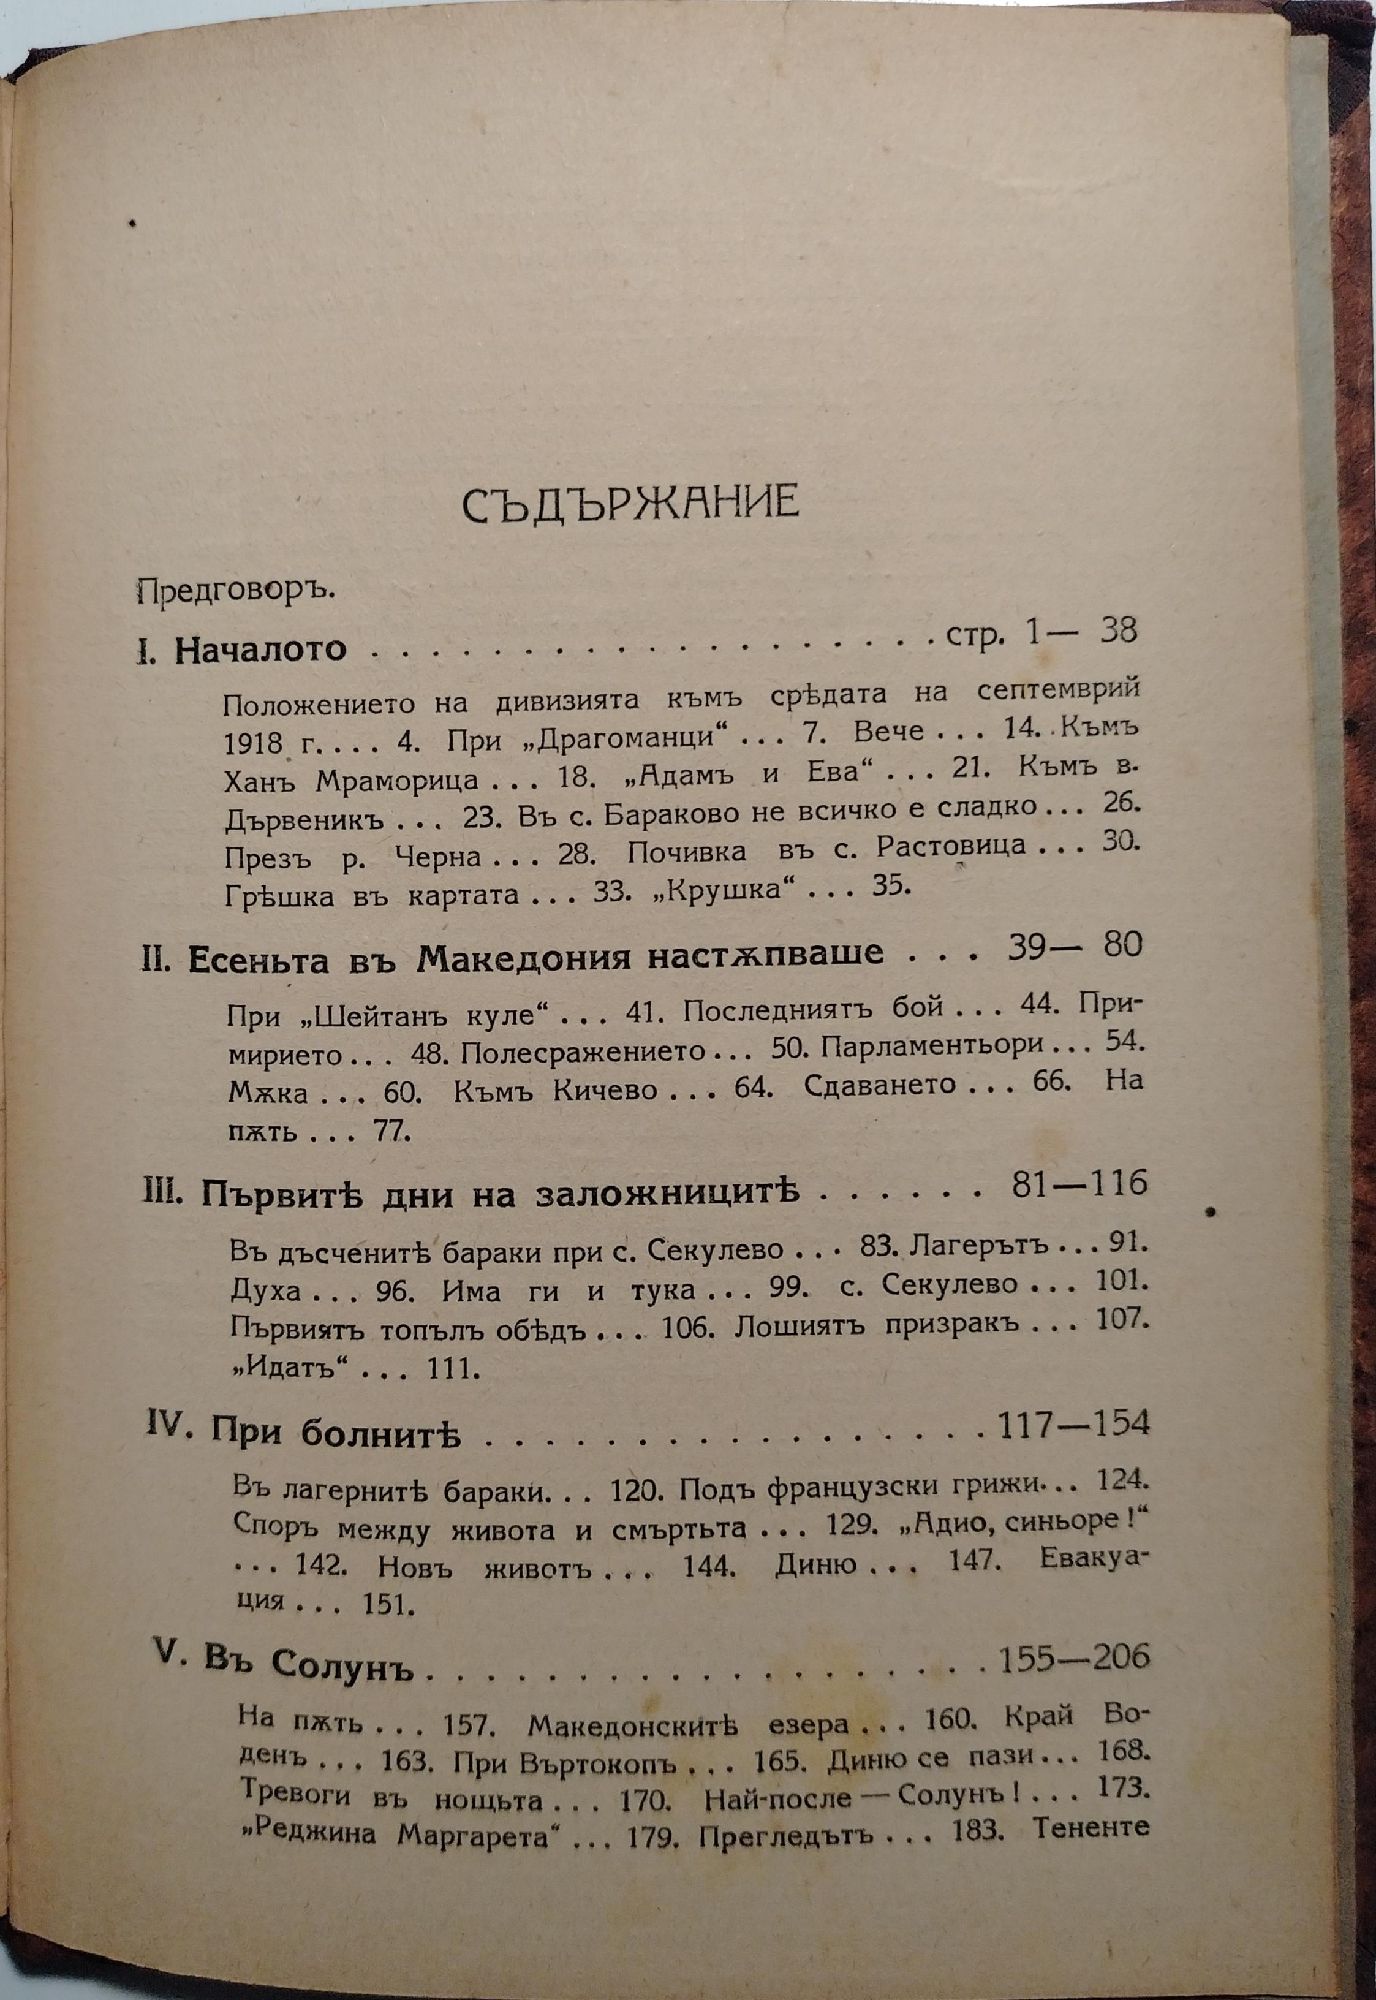 СЪДЪРЖАНИЕ
Предговоръ.
I. Началото . . . . . . . . . . . . . . . . . . . стр. 1— 38
Положението на дивизията къмъ срѣдата на септемврий
1918 г. . . . 4. При „Драгоманци“ . . . 7. Вече . . . 14. Къмъ
Ханъ Мраморица . . . 18. „Адамъ и Ева“ . . . 21. Къмъ в.
Дървеникъ . . . 23. Въ с. Бараково не всичко е сладко . . . 26.
Презъ р. Черна . . . 28. Почивка въ с. Растовица . . . 30.
Грѣшка въ картата . . . 33. „Крушка“ . . . 35.
II. Есеньта въ Македония настѫпваше . . . 39— 80
При „Шейтанъ куле“ . . . 41. Последниятъ бой . . . 44. При-
мирието . . . 48. Полесражението . . . 50. Парламентьори . . . 54.
Мѫка . . . 60. Къмъ Кичево . . . 64. Сдаването . . . 66. На
пѫть . . . 77.
III. Първитѣ дни на заложницитѣ . . . . . . 81—116
Въ дъсченитѣ бараки при с. Секулево . . . 83. Лагерътъ . . . 91.
Духа . . . 96. Има ги и тука . . . 99. с. Секулево . . . 101.
Първиятъ топълъ обѣдъ . . . 106. Лошиятъ призракъ . . . 107.
„Идатъ“ . . . 111.
IV. При болнитѣ . . . . . . . . . . . . . . . . . 117—154
Въ лагернитѣ бараки. . . 120. Подъ французски грижи. . . 124.
Споръ между живота и смъртьта . . . 129. „Адио, синьоре!“
. . . 142. Новъ животъ . . . 144. Диню . . . 147. Евакуа-
ция . . . 151.
V. Въ Солунъ . . . . . . . . . . . . . . . . . . . 155—206
На пѫть . . . 157. Македонскитѣ езера . . . 160. Край Во-
денъ . . . 163. При Въртокопъ . . . 165. Диню се пази . . . 168.
Тревоги въ нощьта . . . 170. Най-после — Солунъ! . . . 173.
„Реджина Маргарета“ . . . 179. Прегледътъ . . . 183. Тененте